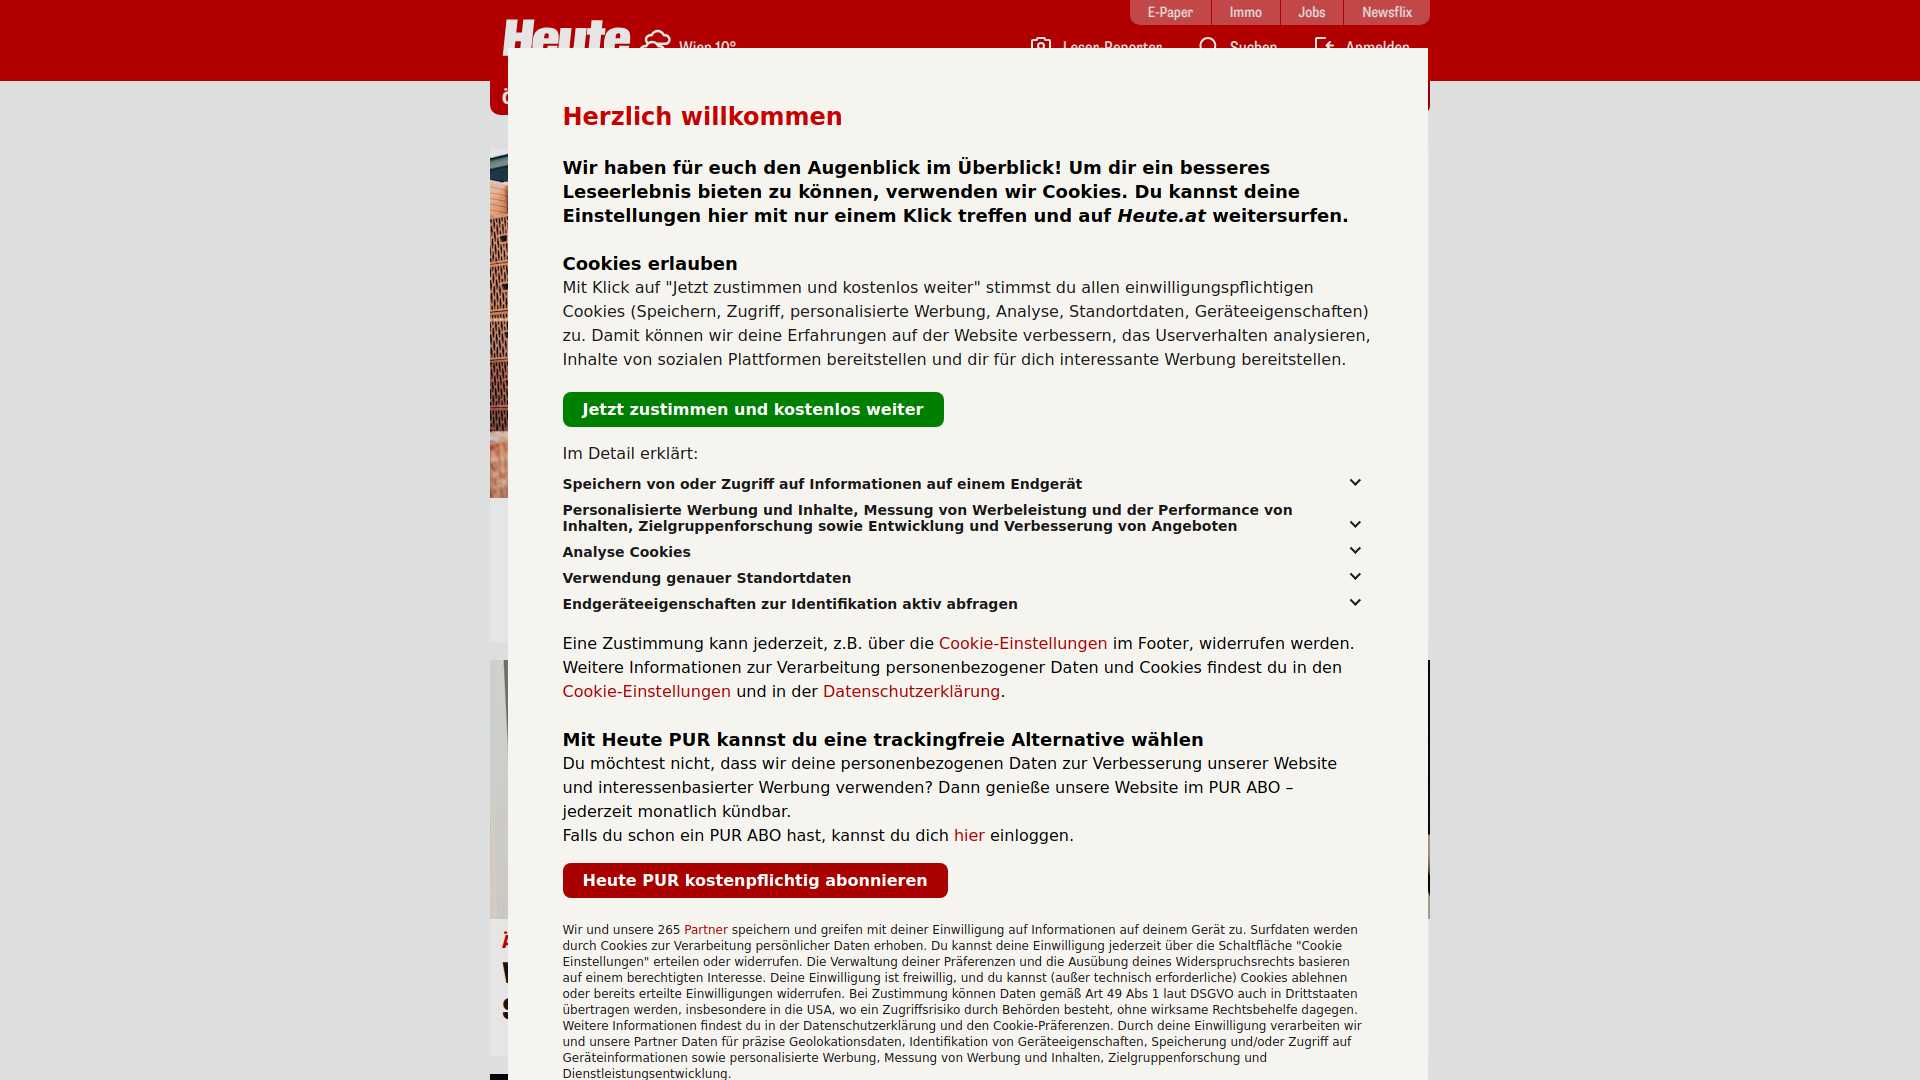 E-Paper
Immo
Jobs
Newsflix
Heute
Wien 10°
Leser-Reporter
Suchen
Anmelden
Herzlich willkommen
Wir haben für euch den Augenblick im Überblick! Um dir ein besseres
Leseerlebnis bieten zu können, verwenden wir Cookies. Du kannst deine
Einstellungen hier mit nur einem Klick treffen und auf Heute.at weitersurfen.
Cookies erlauben
Mit Klick auf "Jetzt zustimmen und kostenlos weiter" stimmst du allen einwilligungspflichtigen
Cookies (Speichern, Zugriff, personalisierte Werbung, Analyse, Standortdaten, Geräteeigenschaften)
zu. Damit können wir deine Erfahrungen auf der Website verbessern, das Userverhalten analysieren,
Inhalte von sozialen Plattformen bereitstellen und dir für dich interessante Werbung bereitstellen.
Jetzt zustimmen und kostenlos weiter
Im Detail erklärt:
Speichern von oder Zugriff auf Informationen auf einem Endgerät
Personalisierte Werbung und Inhalte, Messung von Werbeleistung und der Performance von
Inhalten, Zielgruppenforschung sowie Entwicklung und Verbesserung von Angeboten
Analyse Cookies
Verwendung genauer Standortdaten
Endgeräteeigenschaften zur Identifikation aktiv abfragen
Eine Zustimmung kann jederzeit, z.B. über die Cookie-Einstellungen im Footer, widerrufen werden.
Weitere Informationen zur Verarbeitung personenbezogener Daten und Cookies findest du in den
Cookie-Einstellungen und in der Datenschutzerklärung.
Mit Heute PUR kannst du eine trackingfreie Alternative wählen
Du möchtest nicht, dass wir deine personenbezogenen Daten zur Verbesserung unserer Website
und interessenbasierter Werbung verwenden? Dann genieße unsere Website im PUR ABO –
jederzeit monatlich kündbar.
Falls du schon ein PUR ABO hast, kannst du dich hier einloggen.
Heute PUR kostenpflichtig abonnieren
Wir und unsere 265 Partner speichern und greifen mit deiner Einwilligung auf Informationen auf deinem Gerät zu. Surfdaten werden
durch Cookies zur Verarbeitung persönlicher Daten erhoben. Du kannst deine Einwilligung jederzeit über die Schaltfläche "Cookie
Einstellungen" erteilen oder widerrufen. Die Verwaltung deiner Präferenzen und die Ausübung deines Widerspruchsrechts basieren
auf einem berechtigten Interesse. Deine Einwilligung ist freiwillig, und du kannst (außer technisch erforderliche) Cookies ablehnen
oder bereits erteilte Einwilligungen widerrufen. Bei Zustimmung können Daten gemäß Art 49 Abs 1 laut DSGVO auch in Drittstaaten
übertragen werden, insbesondere in die USA, wo ein Zugriffsrisiko durch Behörden besteht, ohne wirksame Rechtsbehelfe dagegen.
Weitere Informationen findest du in der Datenschutzerklärung und den Cookie-Präferenzen. Durch deine Einwilligung verarbeiten wir
und unsere Partner Daten für präzise Geolokationsdaten, Identifikation von Geräteeigenschaften, Speicherung und/oder Zugriff auf
Geräteinformationen sowie personalisierte Werbung, Messung von Werbung und Inhalten, Zielgruppenforschung und
Dienstleistungsentwicklung.